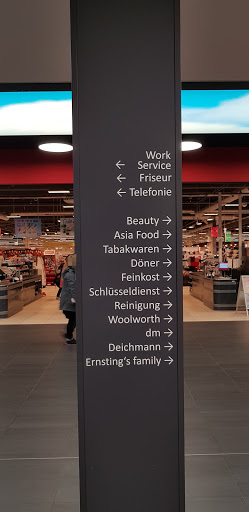 Work
← Service
← Friseur
← Telefonie
Beauty →
Asia Food →
Tabakwaren →
Döner →
Feinkost →
Schlüsseldienst →
Reinigung →
Woolworth →
dm →
Deichmann →
Ernsting's family →